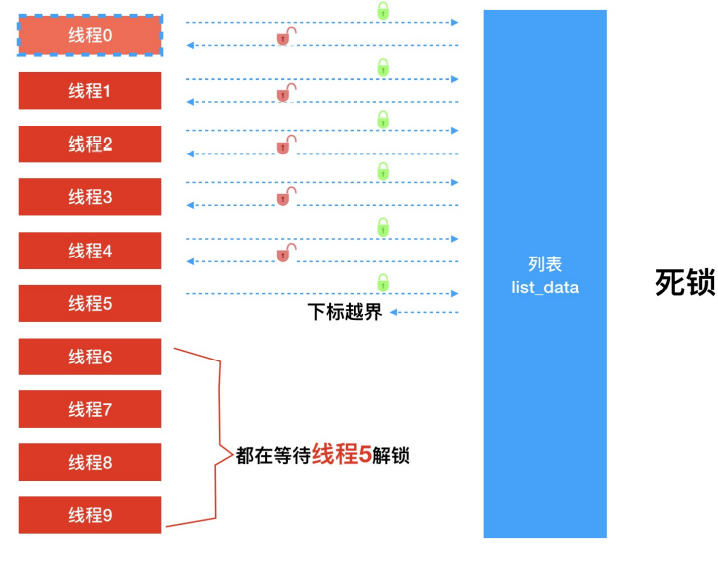 线程0
线程1
线程2
线程3
线程4
线程5
下标越界
线程6
线程7
线程8
线程9
都在等待线程5解锁
列表
list_data
死锁